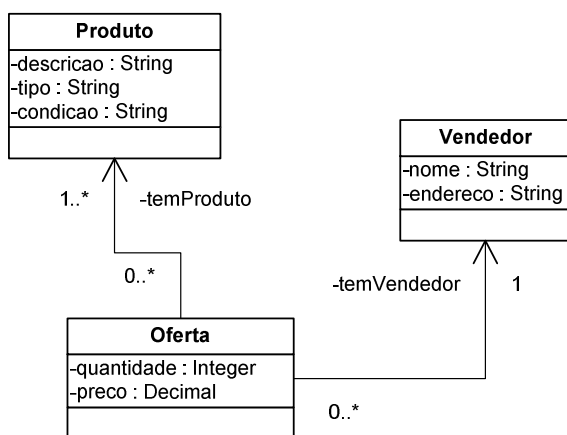 Produto
-descricao : String
-tipo : String
-condicao : String
Vendedor
-nome : String
-endereco : String
1..*
-temProduto
0..*
-temVendedor
1
Oferta
-quantidade : Integer
-preco : Decimal
0..*